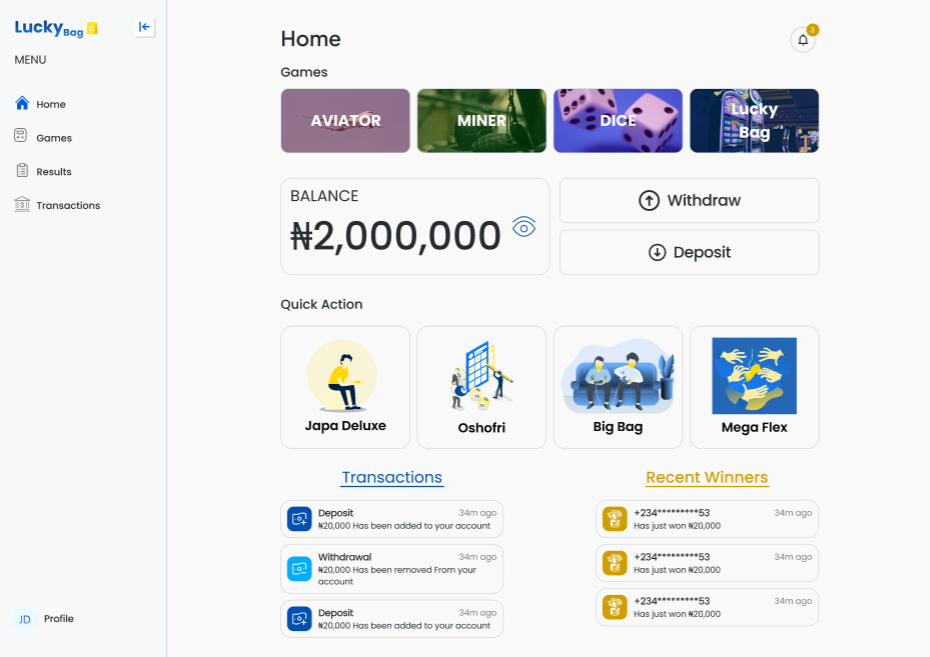 LuckyBag
MENU
Home
Games
Results
Transactions
JD Profile
Home
3
Games
AVIATOR
MINER
DICE
Lucky
Bag
BALANCE
₦2,000,000
Withdraw
Deposit
Quick Action
Japa Deluxe
Oshofri
Big Bag
Mega Flex
Transactions
Deposit 34m ago
₦20,000 Has been added to your account
Withdrawal 34m ago
₦20,000 Has been removed From your
account
Deposit 34m ago
₦20,000 Has been added to your account
Recent Winners
+234*********53 34m ago
Has just won ₦20,000
+234*********53 34m ago
Has just won ₦20,000
+234*********53 34m ago
Has just won ₦20,000